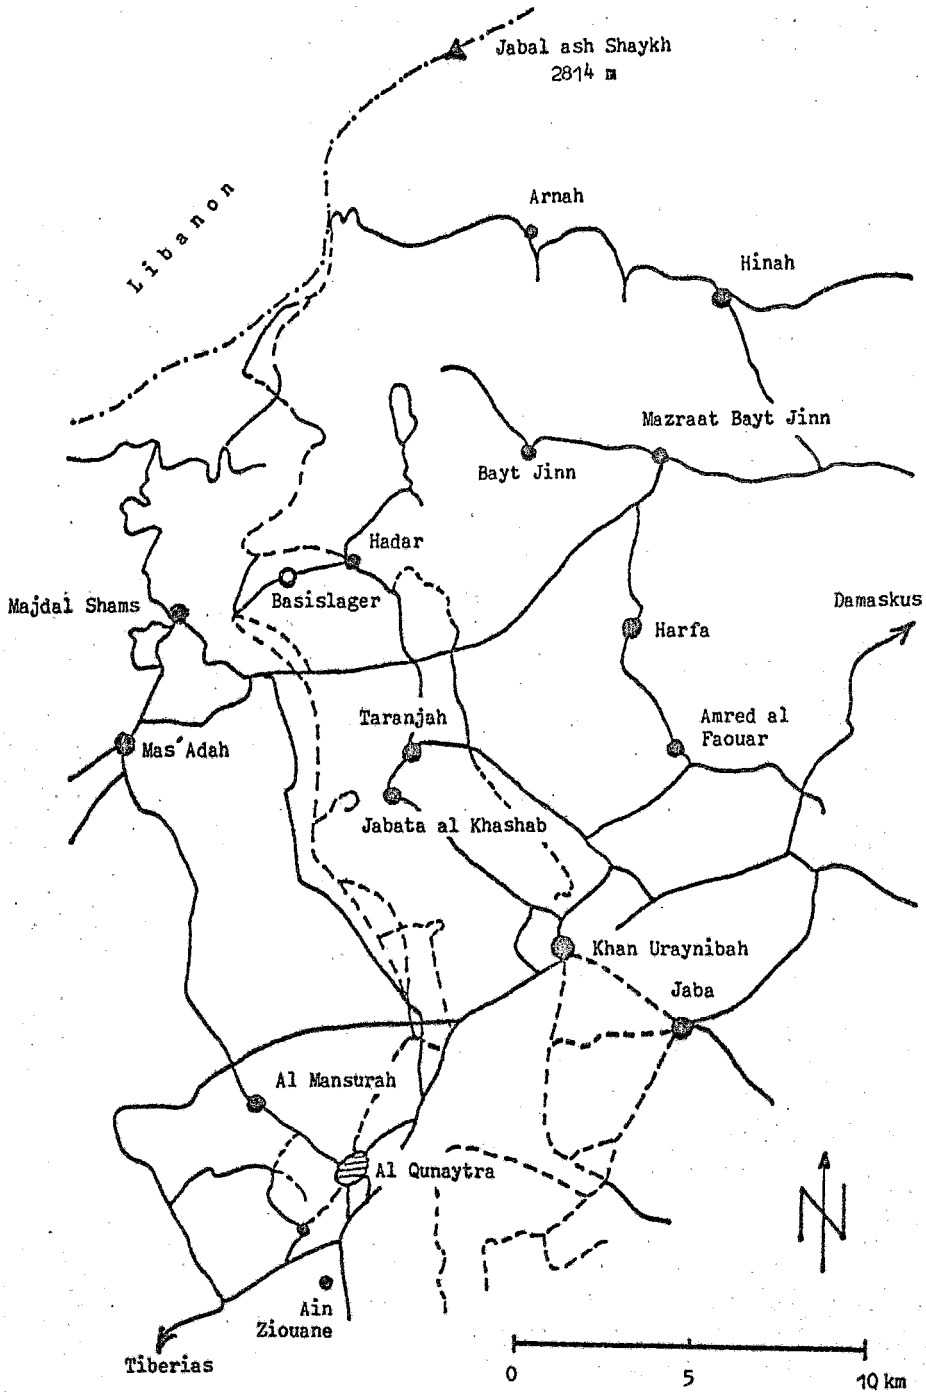 Jabal ash Shaykh
2814 m
Libanon
Arnah
Hinah
Mazraat Bayt Jinn
Bayt Jinn
Hadar
Basislager
Majdal Shams
Damaskus
Harfa
Taranjah
Amred al
Faouar
Mas'Adah
Jabata al Khashab
Khan Uraynibah
Jaba
Al Mansurah
Al Qunaytra
N
Ain
Ziouane
Tiberias
0 5 10 km